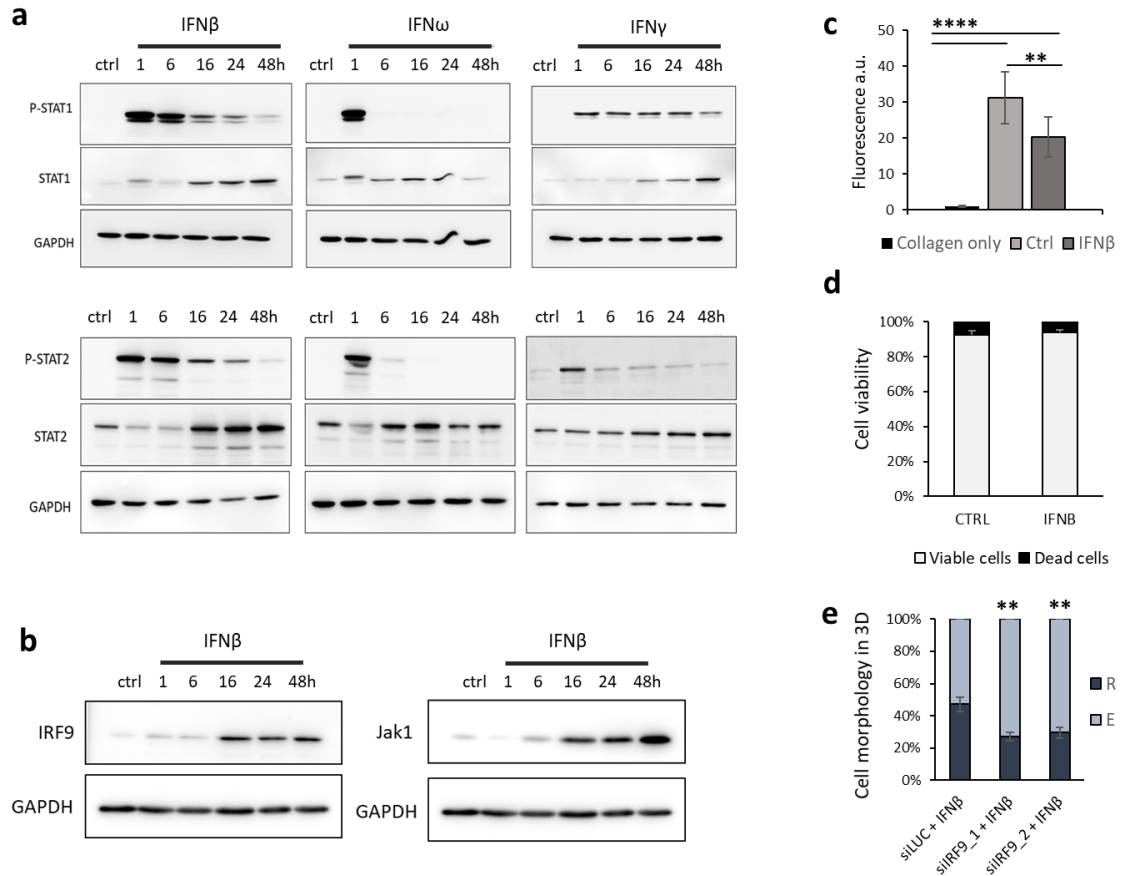 a
IFNβ IFNω IFNγ
ctrl 1 6 16 24 48h ctrl 1 6 16 24 48h ctrl 1 6 16 24 48h
P-STAT1
STAT1
GAPDH
ctrl 1 6 16 24 48h ctrl 1 6 16 24 48h ctrl 1 6 16 24 48h
P-STAT2
STAT2
GAPDH
b
IFNβ IFNβ
ctrl 1 6 16 24 48h ctrl 1 6 16 24 48h
IRF9 Jak1
GAPDH GAPDH
c
****
**
50
40
30
20
10
0
Fluorescence a.u.
Collagen only Ctrl IFNβ
d
100%
80%
60%
40%
20%
0%
Cell viability
CTRL IFNB
Viable cells Dead cells
e
** **
100%
80%
60%
40%
20%
0%
Cell morphology in 3D
R
E
siLUC + IFNβ
siIRF9_1 + IFNβ
siIRF9_2 + IFNβ